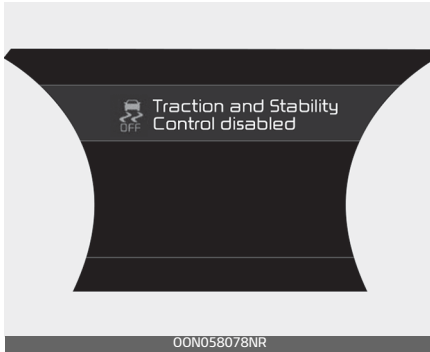 Traction and Stability
OFF Control disabled
OON058078NR